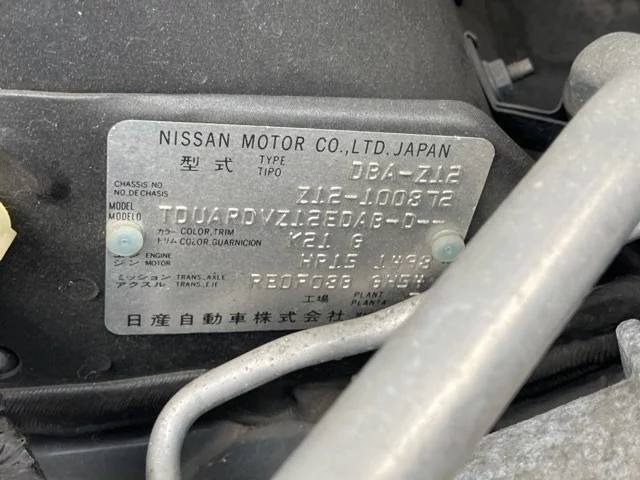 NISSAN MOTOR CO.,LTD.JAPAN
型式 TYPE TIPO DBA-Z12
CHASSIS NO. NO.DECHASIS Z12-100872
MODEL MODELO TDUARDVZ12EDAB-D--
カラー COLOR,TRIM K21 G
トリム COLOR,GUARNICION
エンジン ENGINE MOTOR HR15 1498
ミッション TRANS.,AXLE RE0F08B GH54
アクスル TRANS.,EJE
工場 PLANT PLANTA
日産自動車株式会社